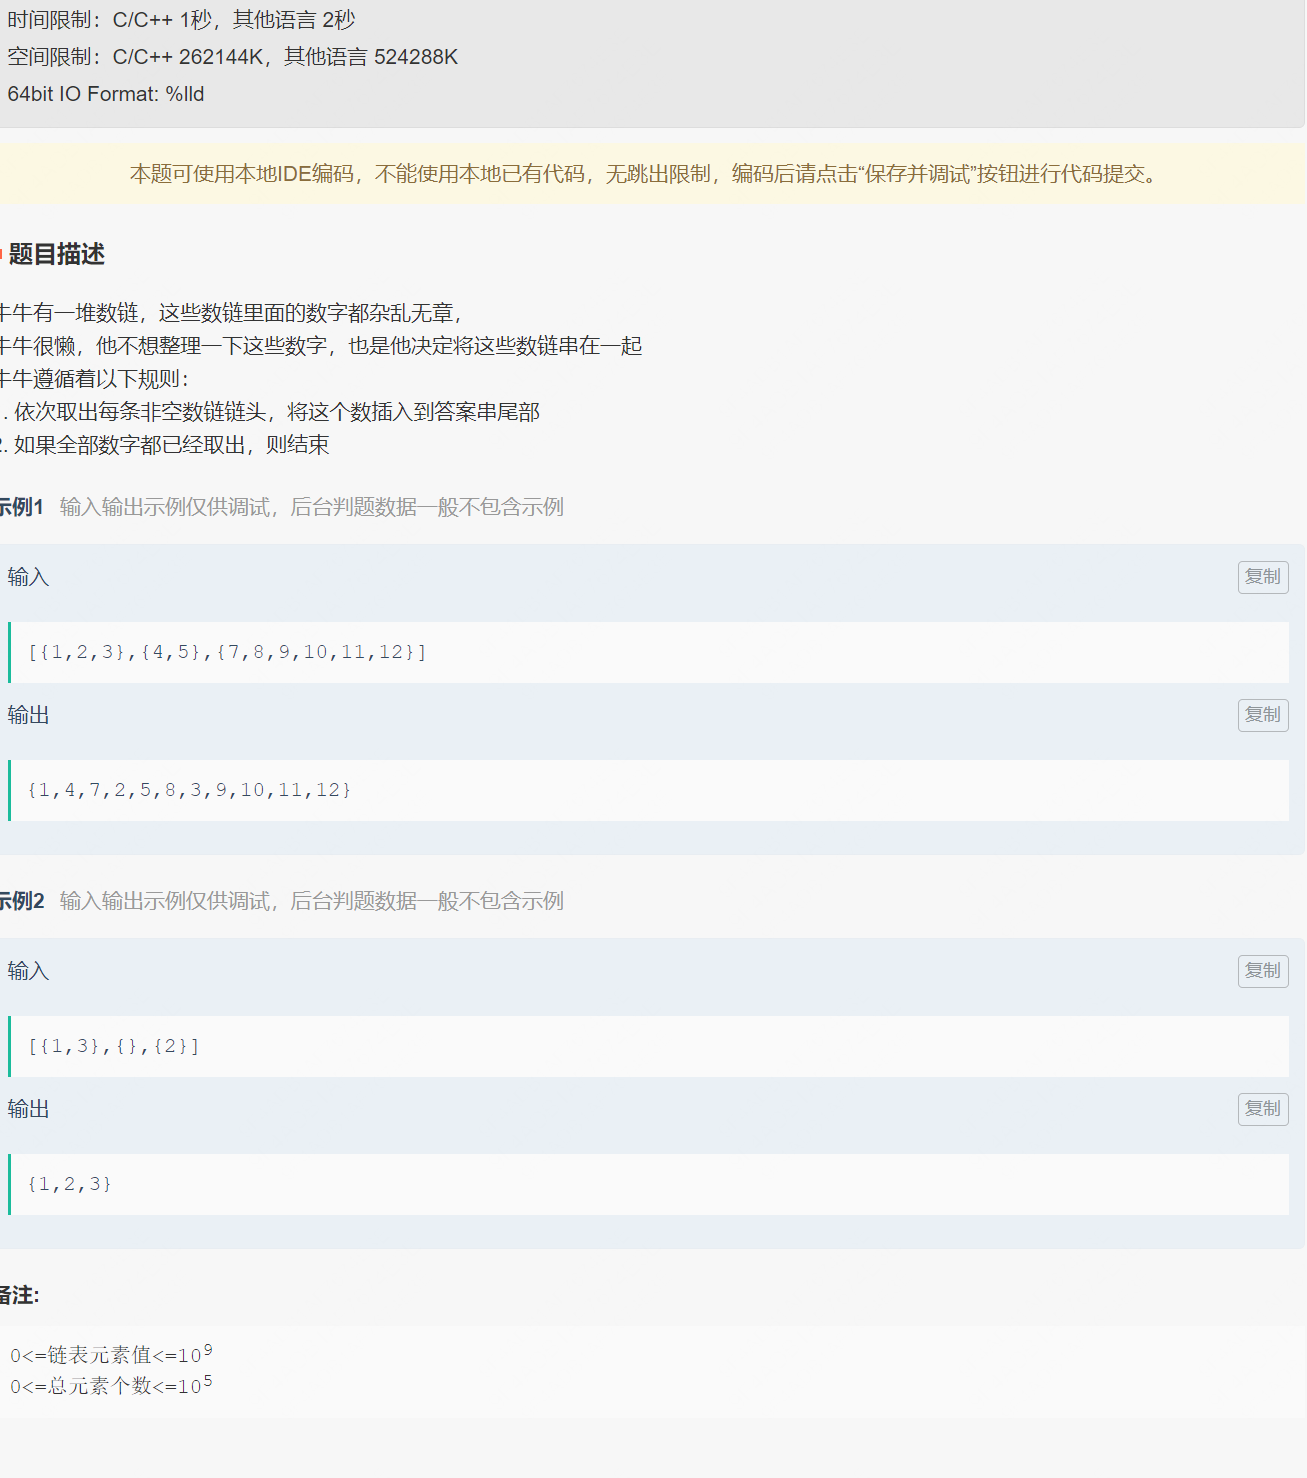 时间限制：C/C++ 1秒，其他语言 2秒
空间限制：C/C++ 262144K，其他语言 524288K
64bit IO Format: %lld
本题可使用本地IDE编码，不能使用本地已有代码，无跳出限制，编码后请点击“保存并调试”按钮进行代码提交。
题目描述
牛牛有一堆数链，这些数链里面的数字都杂乱无章，
牛牛很懒，他不想整理一下这些数字，也是他决定将这些数链串在一起
牛牛遵循着以下规则：
1. 依次取出每条非空数链链头，将这个数插入到答案串尾部
2. 如果全部数字都已经取出，则结束
示例1 输入输出示例仅供调试，后台判题数据一般不包含示例
输入 复制
[{1,2,3},{4,5},{7,8,9,10,11,12}]
输出 复制
{1,4,7,2,5,8,3,9,10,11,12}
示例2 输入输出示例仅供调试，后台判题数据一般不包含示例
输入 复制
[{1,3},{},{2}]
输出 复制
{1,2,3}
备注:
0<=链表元素值<=10⁹
0<=总元素个数<=10⁵